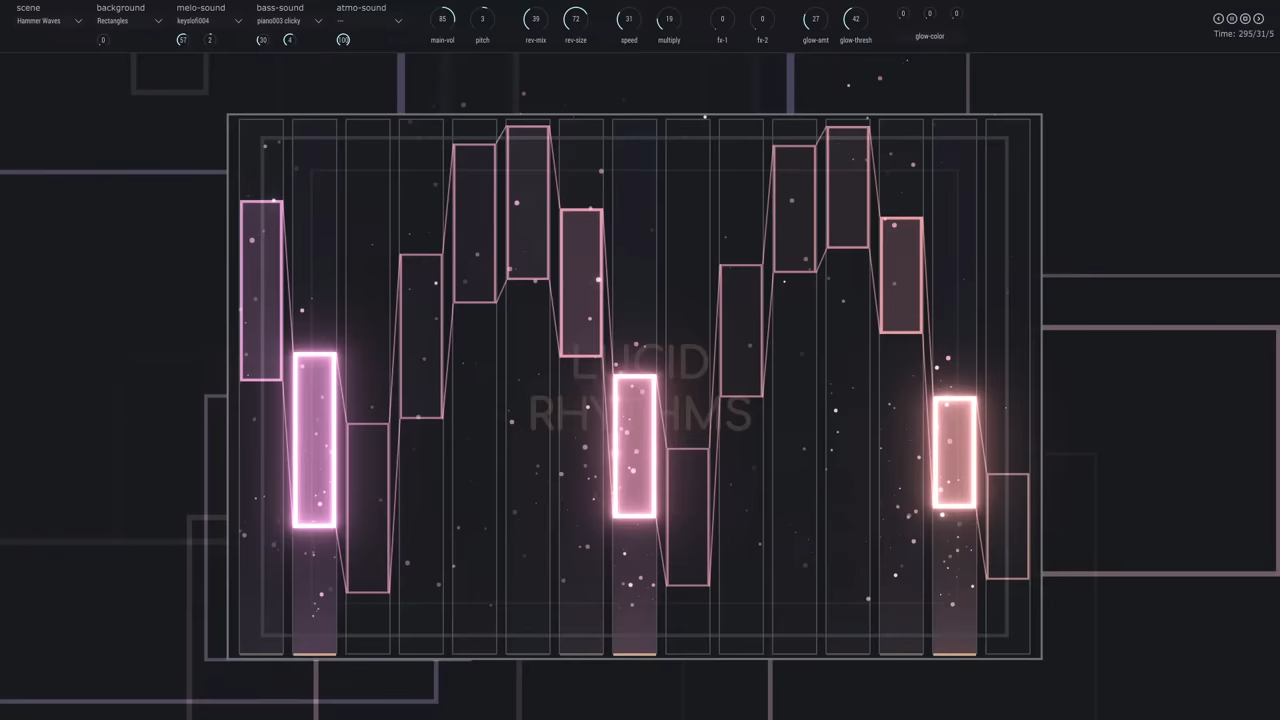 scene
Hammer Waves
background
Rectangles
0
melo-sound
keyslofi004
57
2
bass-sound
piano003 clicky
30
4
atmo-sound
---
100
85
main-vol
3
pitch
39
rev-mix
72
rev-size
31
speed
19
multiply
0
fx-1
0
fx-2
27
glow-amt
42
glow-thresh
0 0 0
glow-color
Time: 295/31/5
LUCID
RHYTHMS